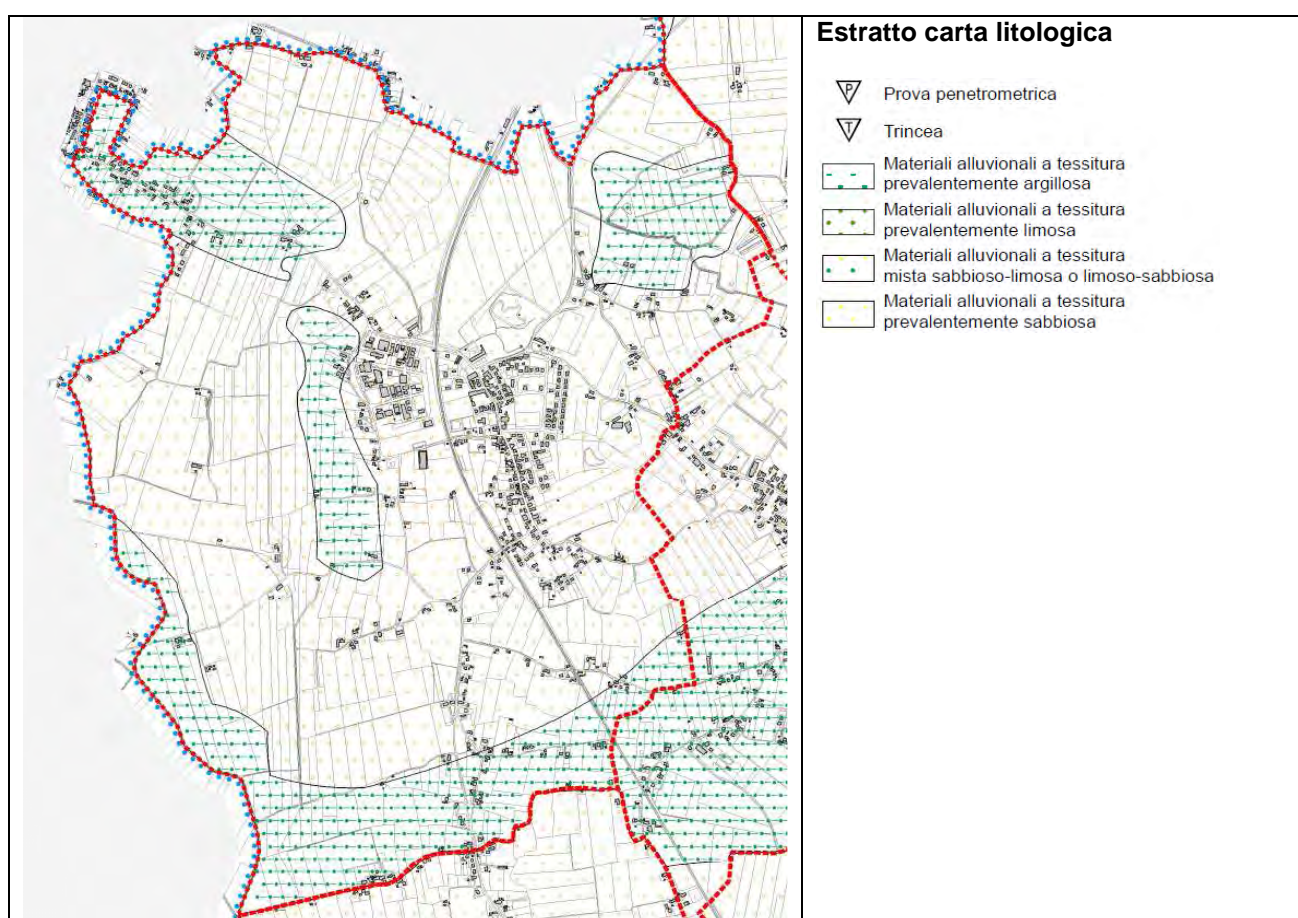 Estratto carta litologica
P Prova penetrometrica
T Trincea
Materiali alluvionali a tessitura
prevalentemente argillosa
Materiali alluvionali a tessitura
prevalentemente limosa
Materiali alluvionali a tessitura
mista sabbioso-limosa o limoso-sabbiosa
Materiali alluvionali a tessitura
prevalentemente sabbiosa